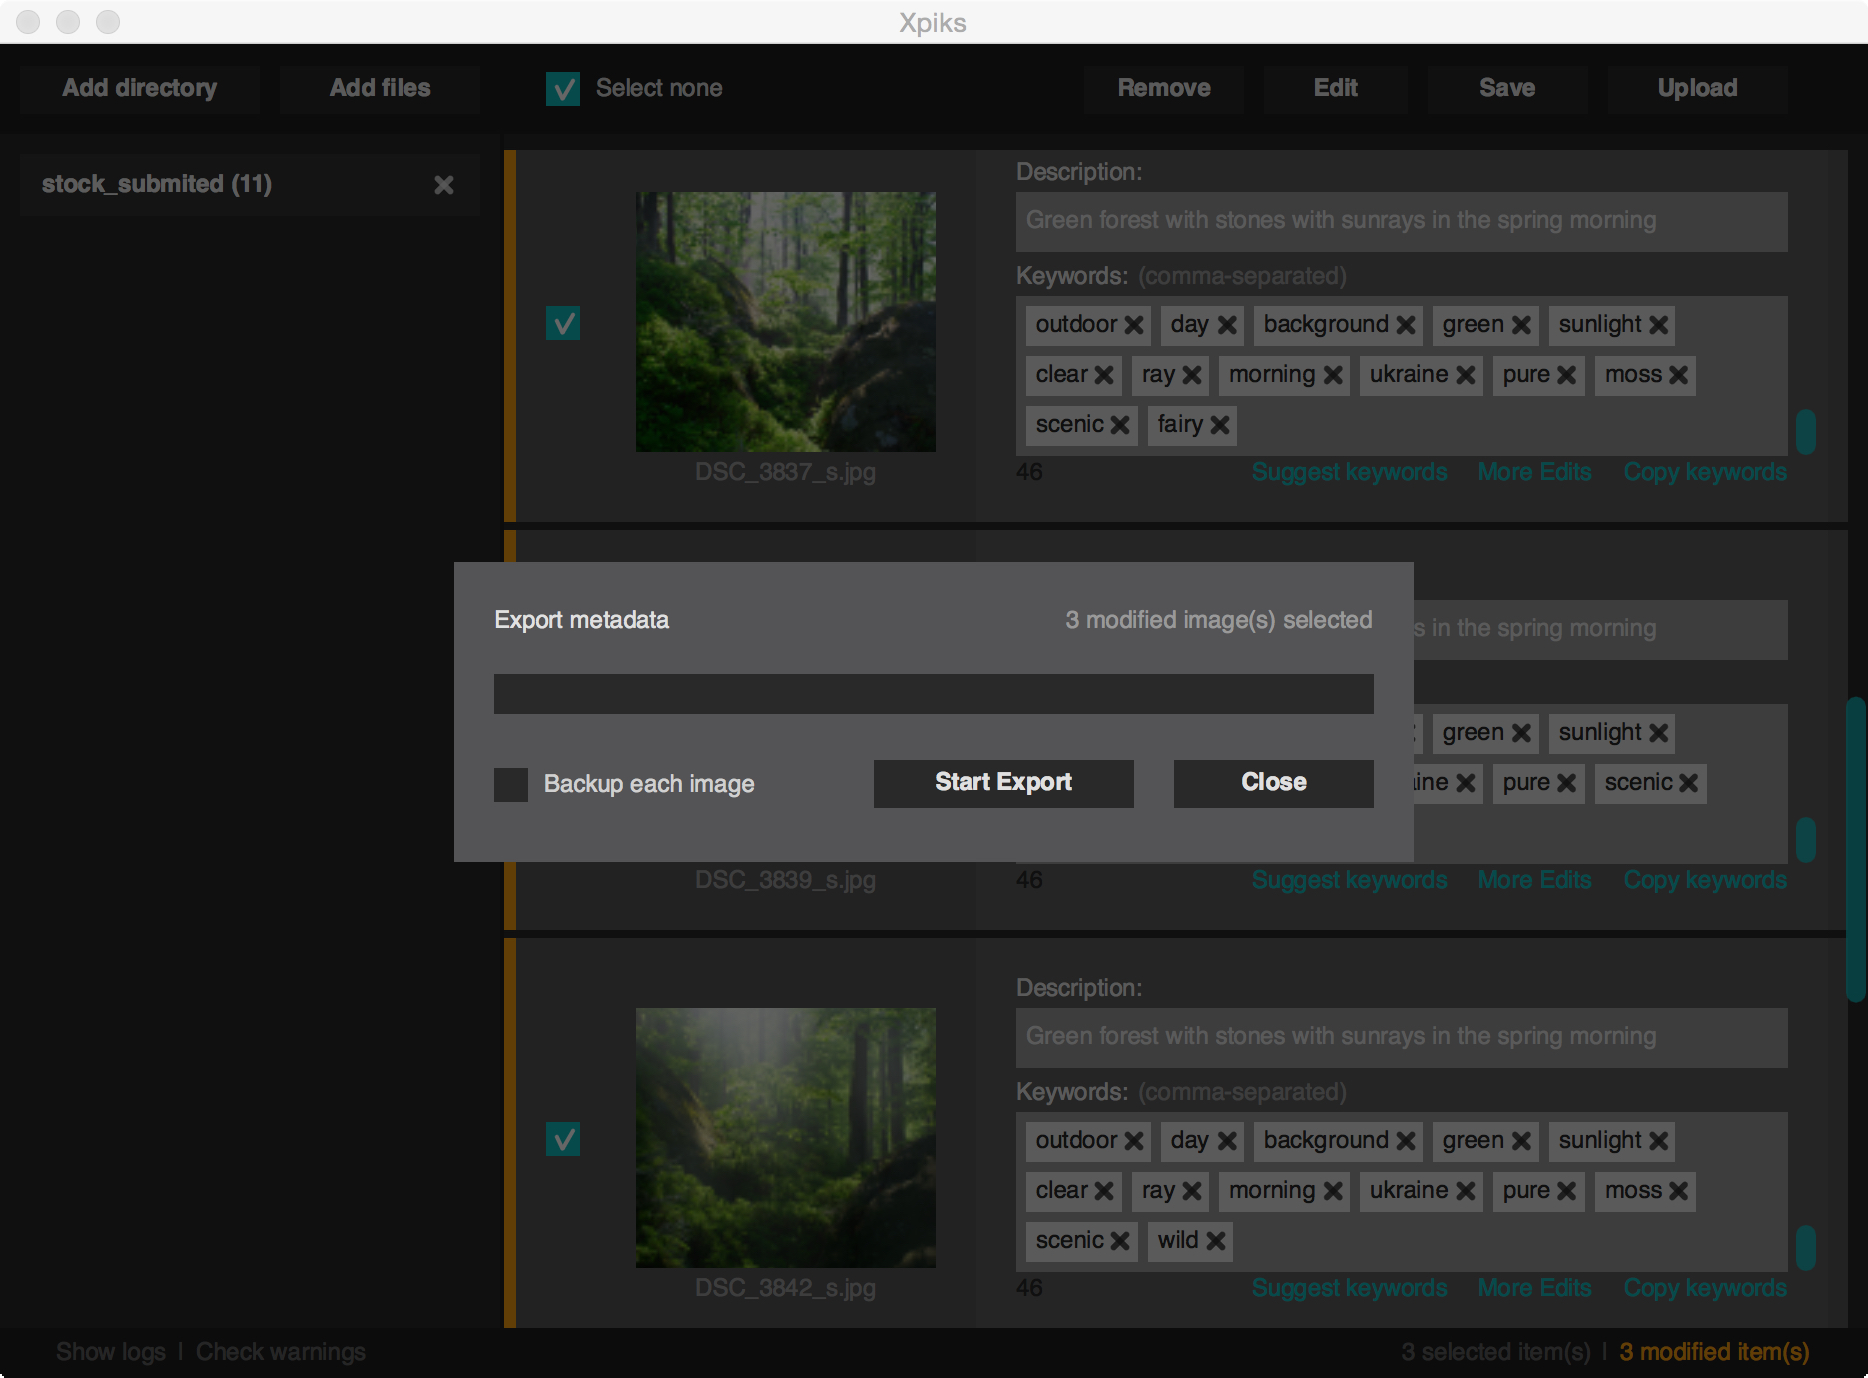 Xpiks
Add directory Add files Select none Remove Edit Save Upload
stock_submited (11)
Description:
Green forest with stones with sunrays in the spring morning
Keywords: (comma-separated)
outdoor day background green sunlight
clear ray morning ukraine pure moss
scenic fairy
DSC_3837_s.jpg
46 Suggest keywords More Edits Copy keywords
Export metadata 3 modified image(s) selected
Backup each image Start Export Close
s in the spring morning
green sunlight
aine pure scenic
DSC_3839_s.jpg
46 Suggest keywords More Edits Copy keywords
Description:
Green forest with stones with sunrays in the spring morning
Keywords: (comma-separated)
outdoor day background green sunlight
clear ray morning ukraine pure moss
scenic wild
DSC_3842_s.jpg
46 Suggest keywords More Edits Copy keywords
Show logs | Check warnings 3 selected item(s) | 3 modified item(s)